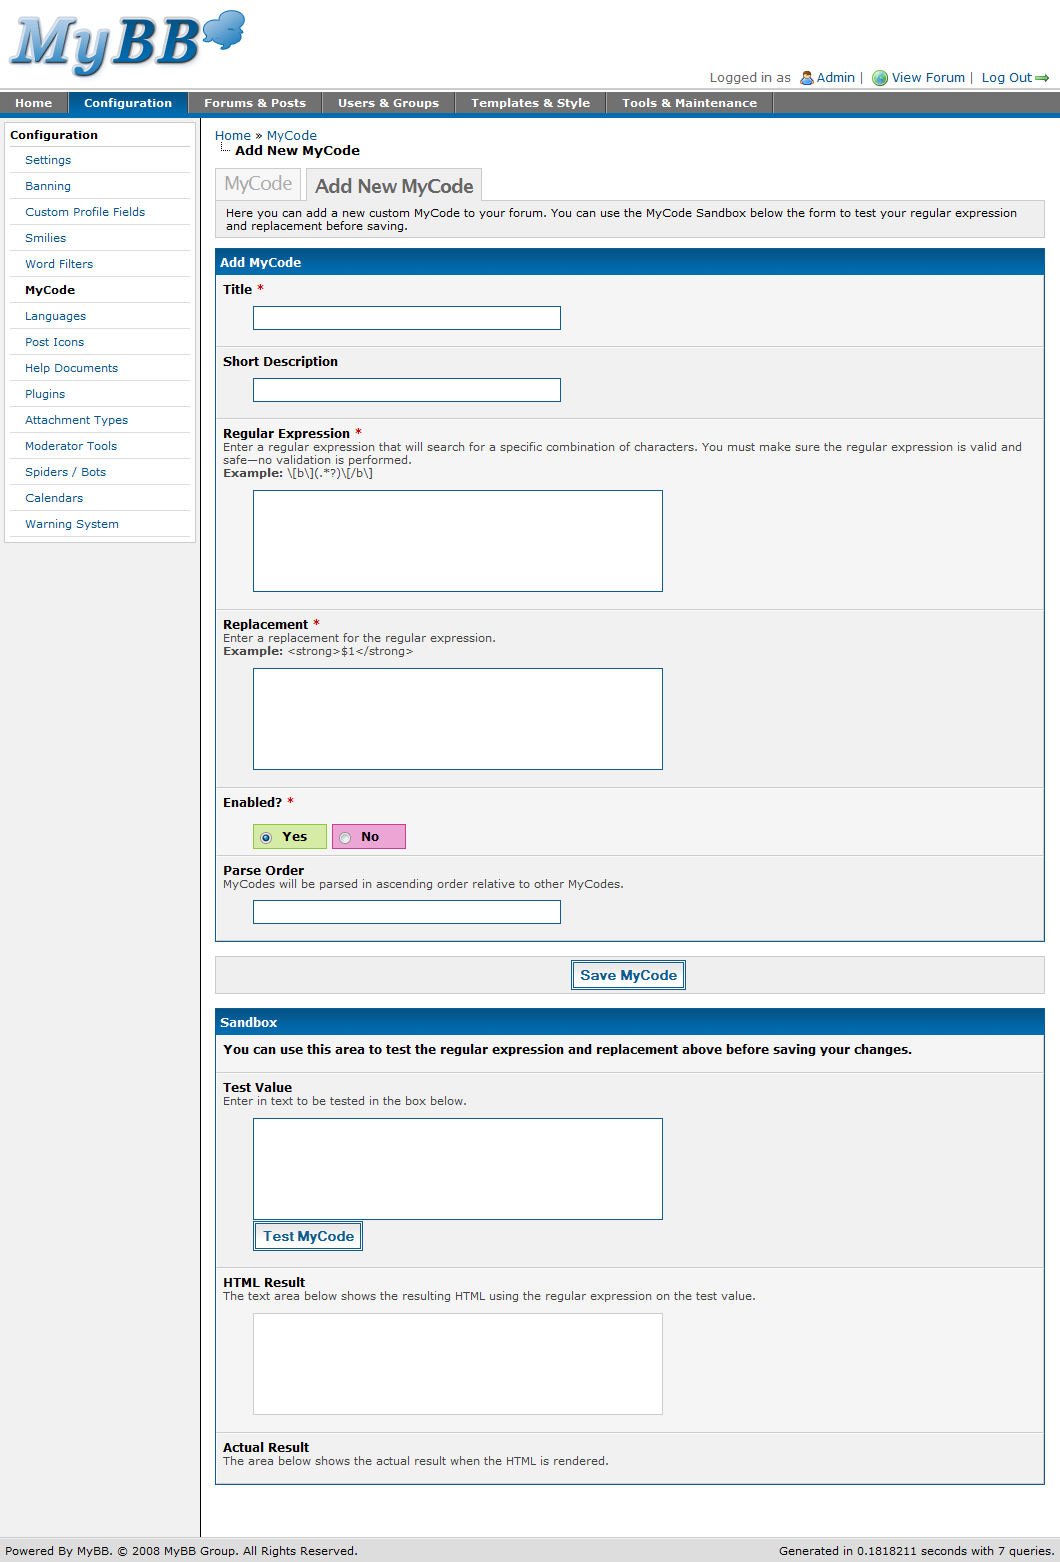 MyBB
Logged in as Admin | View Forum | Log Out
Home Configuration Forums & Posts Users & Groups Templates & Style Tools & Maintenance
Configuration
Settings
Banning
Custom Profile Fields
Smilies
Word Filters
MyCode
Languages
Post Icons
Help Documents
Plugins
Attachment Types
Moderator Tools
Spiders / Bots
Calendars
Warning System
Home » MyCode
Add New MyCode
MyCode Add New MyCode
Here you can add a new custom MyCode to your forum. You can use the MyCode Sandbox below the form to test your regular expression
and replacement before saving.
Add MyCode
Title *
Short Description
Regular Expression *
Enter a regular expression that will search for a specific combination of characters. You must make sure the regular expression is valid and
safe—no validation is performed.
Example: \[b\](.*?)\[/b\]
Replacement *
Enter a replacement for the regular expression.
Example: <strong>$1</strong>
Enabled? *
Yes No
Parse Order
MyCodes will be parsed in ascending order relative to other MyCodes.
Save MyCode
Sandbox
You can use this area to test the regular expression and replacement above before saving your changes.
Test Value
Enter in text to be tested in the box below.
Test MyCode
HTML Result
The text area below shows the resulting HTML using the regular expression on the test value.
Actual Result
The area below shows the actual result when the HTML is rendered.
Powered By MyBB. © 2008 MyBB Group. All Rights Reserved.
Generated in 0.1818211 seconds with 7 queries.